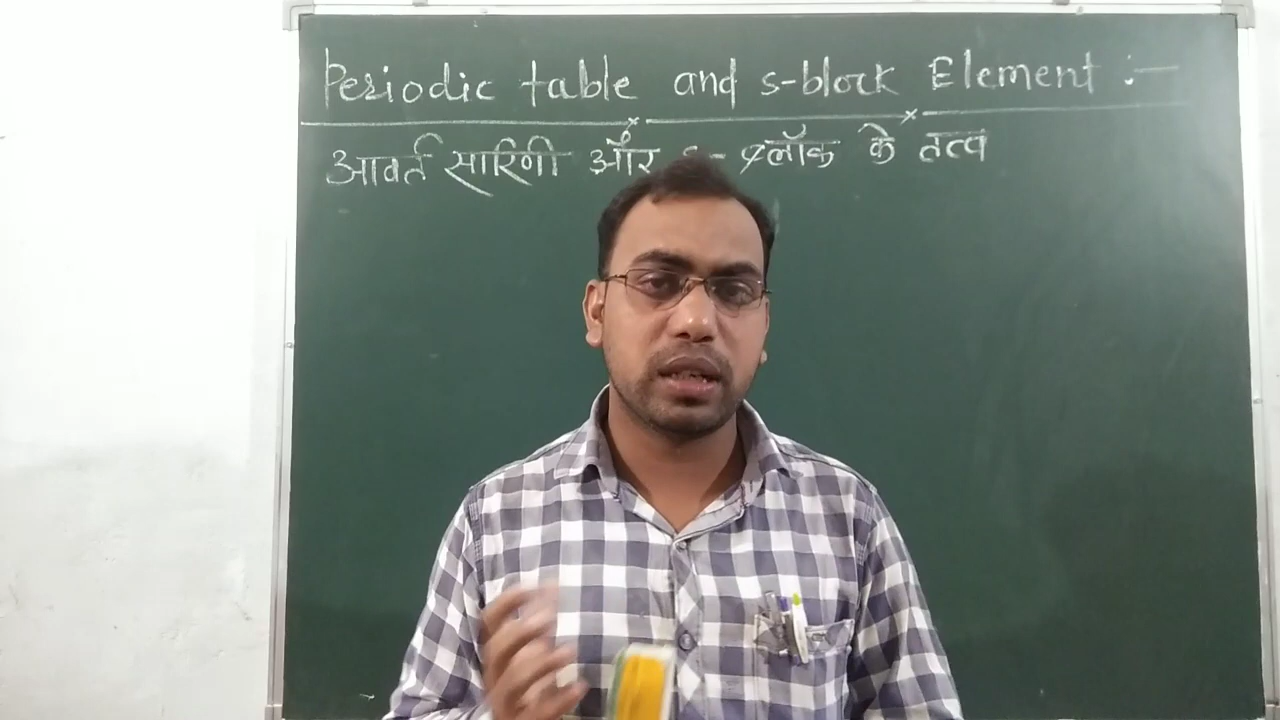 Periodic table and s-block Element :-
आवर्त सारिणी और s- ब्लॉक के तत्व